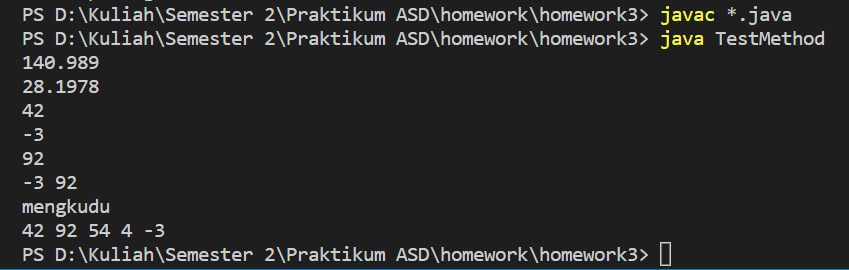 PS D:\Kuliah\Semester 2\Praktikum ASD\homework\homework3> javac *.java
PS D:\Kuliah\Semester 2\Praktikum ASD\homework\homework3> java TestMethod
140.989
28.1978
42
-3
92
-3 92
mengkudu
42 92 54 4 -3
PS D:\Kuliah\Semester 2\Praktikum ASD\homework\homework3>